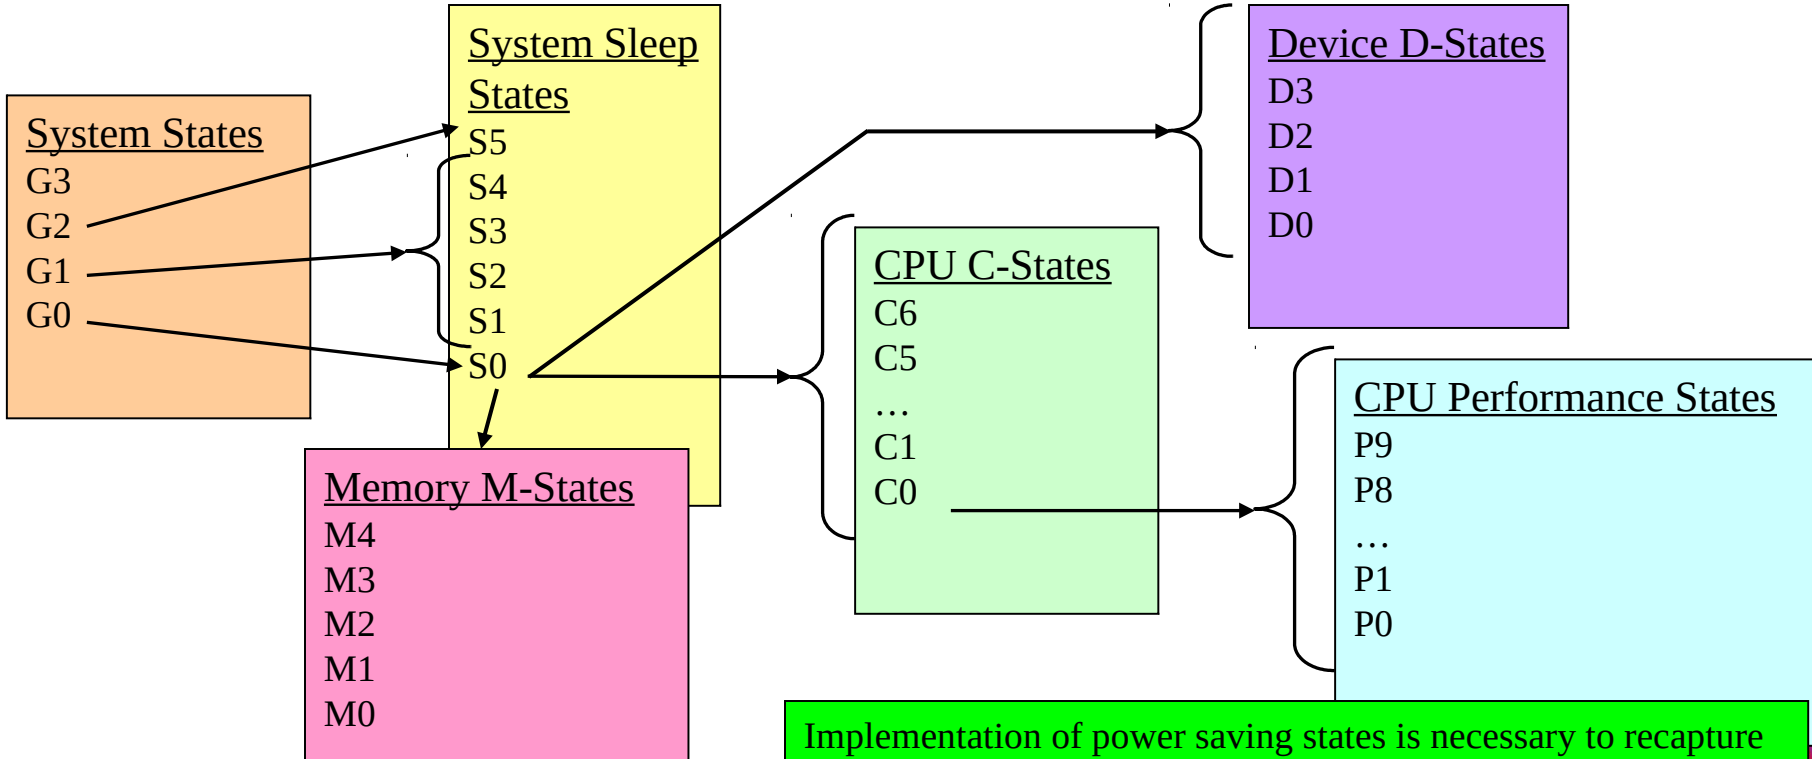 System States
G3
G2
G1
G0
System Sleep
States
S5
S4
S3
S2
S1
S0
Memory M-States
M4
M3
M2
M1
M0
CPU C-States
C6
C5
…
C1
C0
Device D-States
D3
D2
D1
D0
CPU Performance States
P9
P8
…
P1
P0
Implementation of power saving states is necessary to recapture